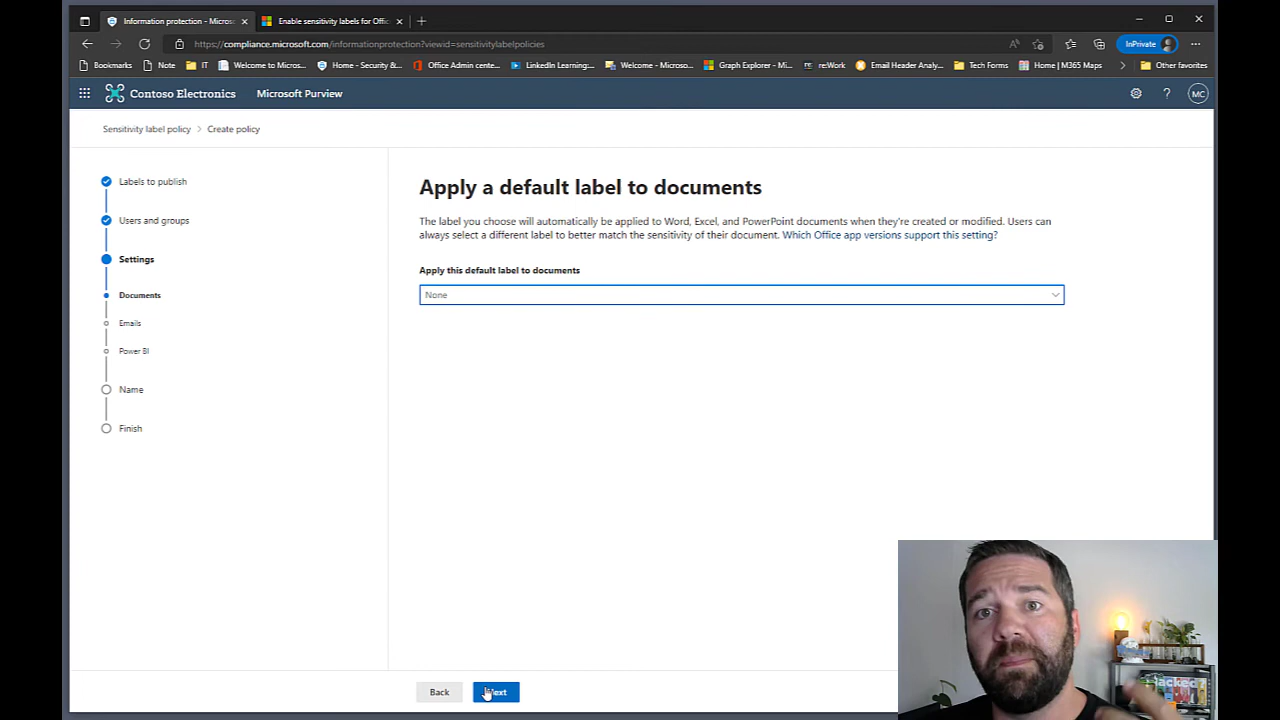 Information protection - Micros
Enable sensitivity labels for Offic
https://compliance.microsoft.com/informationprotection?viewid=sensitivitylabelpolicies
InPrivate
Bookmarks
Note
IT
Welcome to Micros...
Home - Security &...
Office Admin cente...
LinkedIn Learning:...
Welcome - Microso...
Graph Explorer - Mi...
re:Work
Email Header Analy...
Tech Forms
Home | M365 Maps
Other favorites
Contoso Electronics
Microsoft Purview
MC
Sensitivity label policy > Create policy
Labels to publish
Users and groups
Settings
Documents
Emails
Power BI
Name
Finish
Apply a default label to documents
The label you choose will automatically be applied to Word, Excel, and PowerPoint documents when they're created or modified. Users can
always select a different label to better match the sensitivity of their document. Which Office app versions support this setting?
Apply this default label to documents
None
Back
Next